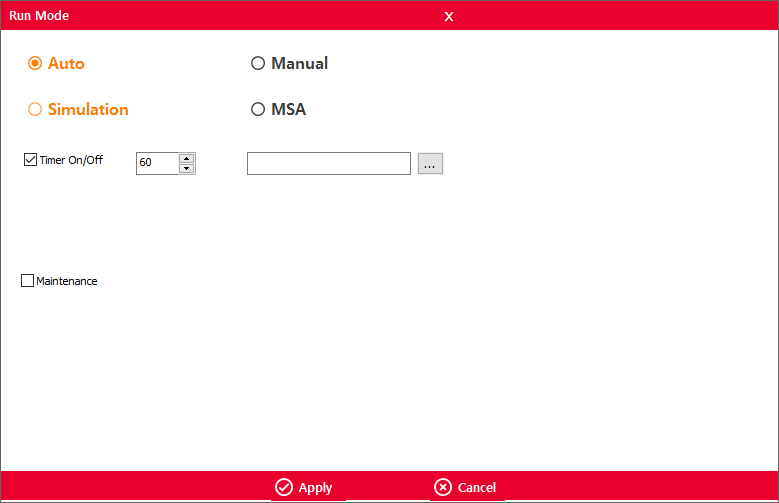 Run Mode x
Auto Manual
Simulation MSA
Timer On/Off 60 ...
Maintenance
Apply Cancel